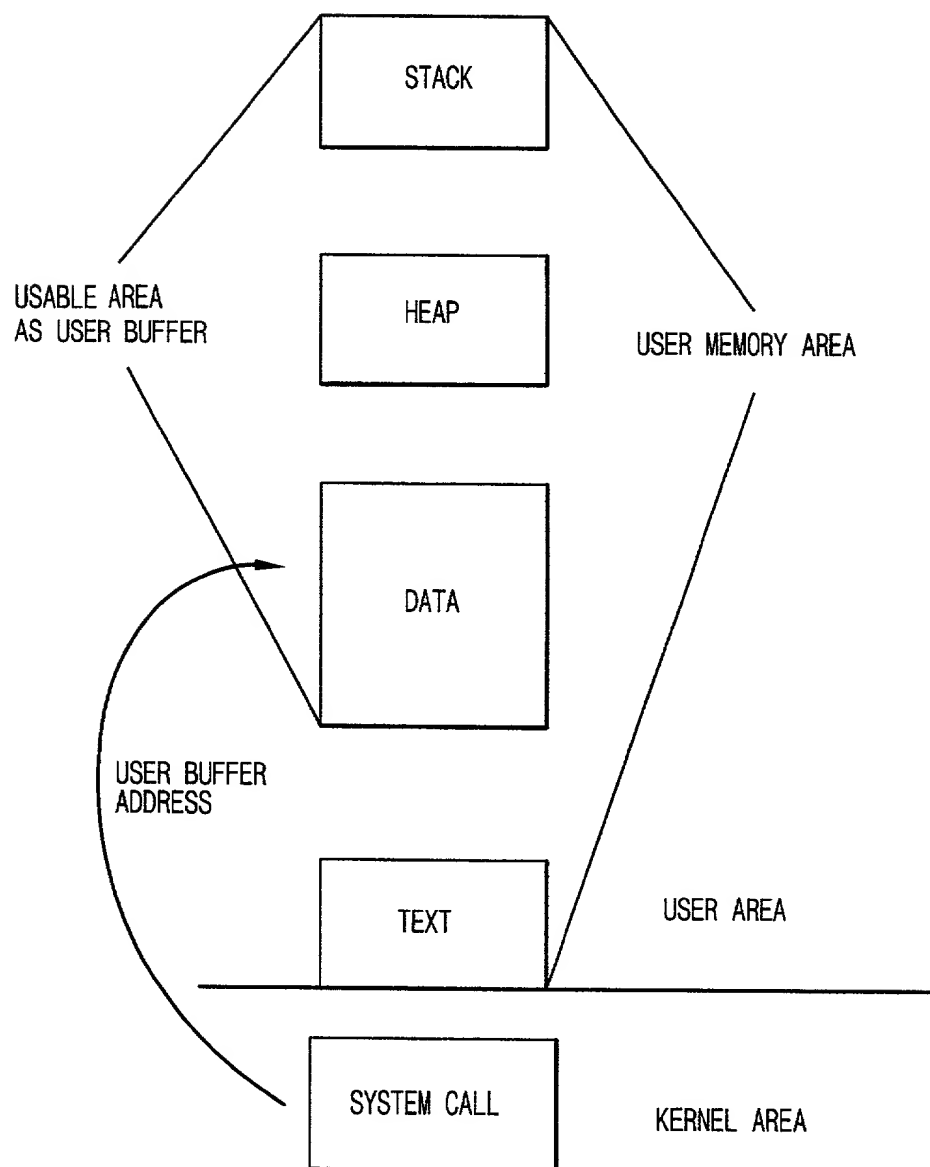 STACK
USABLE AREA
AS USER BUFFER
HEAP
USER MEMORY AREA
DATA
USER BUFFER
ADDRESS
TEXT
USER AREA
SYSTEM CALL
KERNEL AREA